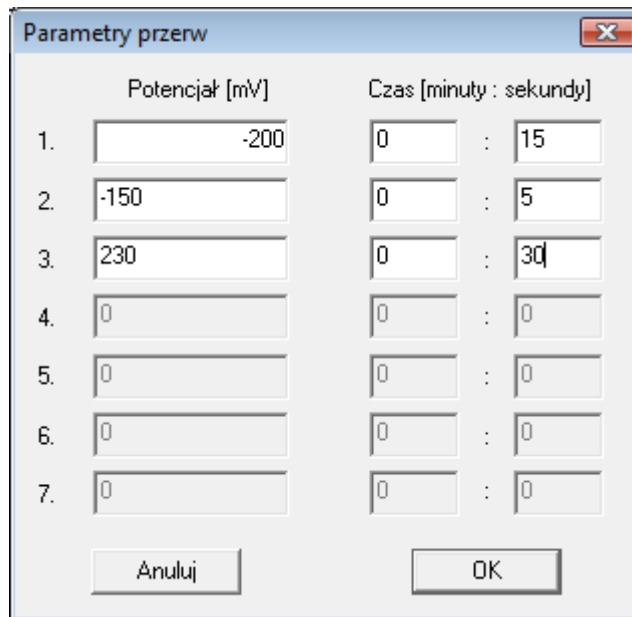 Parametry przerw
Potencjał [mV] Czas [minuty : sekundy]
1. -200 0 : 15
2. -150 0 : 5
3. 230 0 : 30
4. 0 0 : 0
5. 0 0 : 0
6. 0 0 : 0
7. 0 0 : 0
Anuluj OK